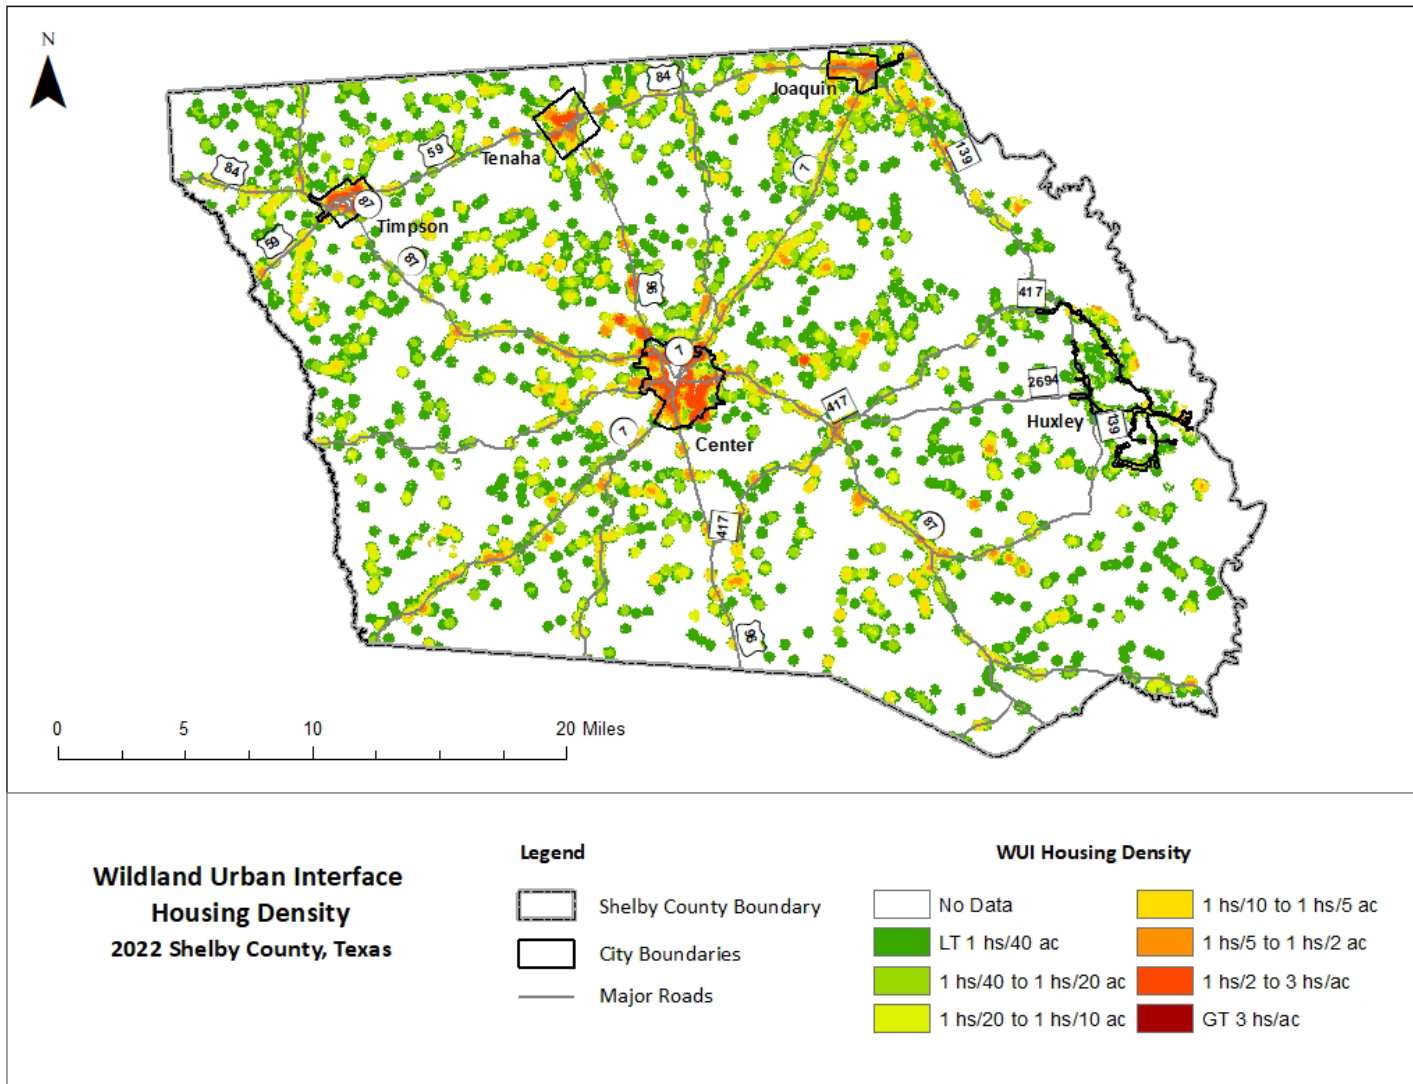 N
84
Joaquin
139
7
59
Tenaha
84
87
Timpson
59
87
96
417
7
2694
417
Huxley
139
7
Center
417
87
96
0
5
10
20 Miles
Wildland Urban Interface
Housing Density
2022 Shelby County, Texas
Legend
Shelby County Boundary
City Boundaries
Major Roads
WUI Housing Density
No Data
LT 1 hs/40 ac
1 hs/40 to 1 hs/20 ac
1 hs/20 to 1 hs/10 ac
1 hs/10 to 1 hs/5 ac
1 hs/5 to 1 hs/2 ac
1 hs/2 to 3 hs/ac
GT 3 hs/ac